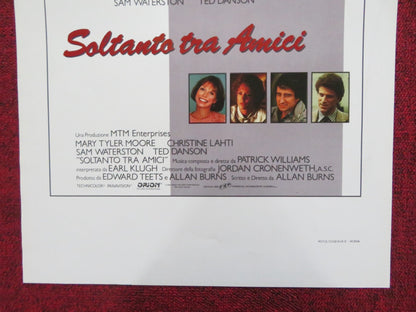 SAM WATERSTON TED DANSON
Soltanto tra Amici
Una Produzione MTM Enterprises
MARY TYLER MOORE CHRISTINE LAHTI
SAM WATERSTON TED DANSON
"SOLTANTO TRA AMICI" Musica composta e diretta da PATRICK WILLIAMS
interpretata da EARL KLUGH Direttore della fotografia JORDAN CRONENWETH, A.S.C.
Prodotto da EDWARD TEETS e ALLAN BURNS Scritto e Diretto da ALLAN BURNS
TECHNICOLOR PANAVISION ORION